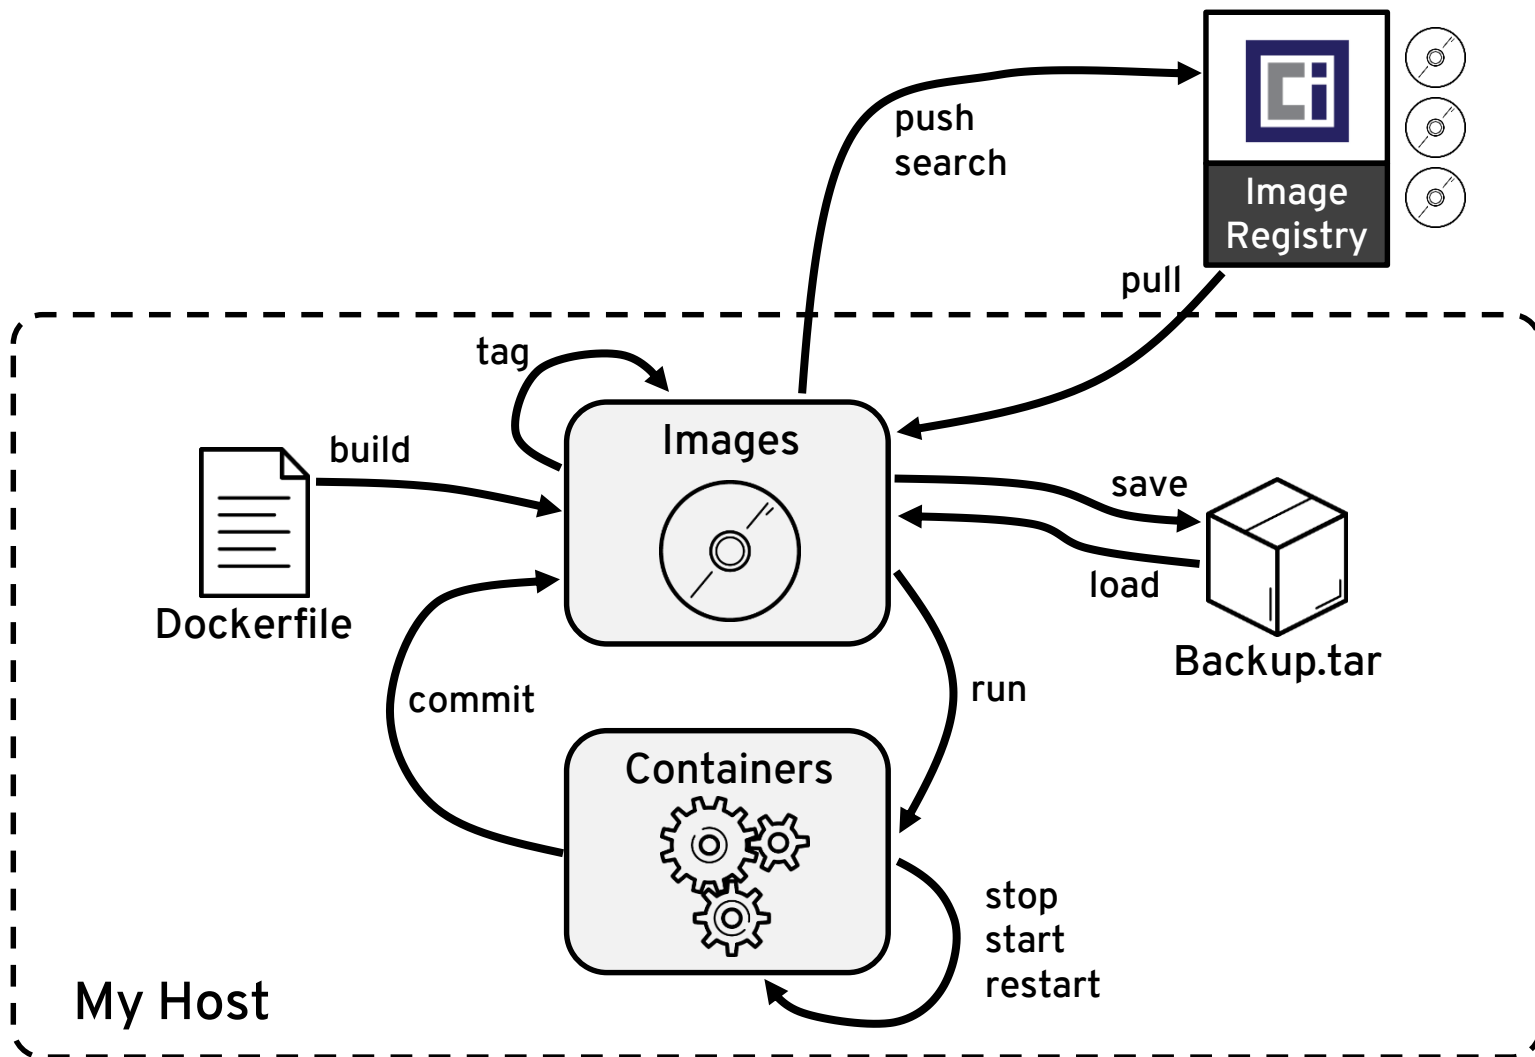 push
search
Ci
Image
Registry
pull
tag
Images
build
save
load
Dockerfile
Backup.tar
commit
run
Containers
stop
start
restart
My Host